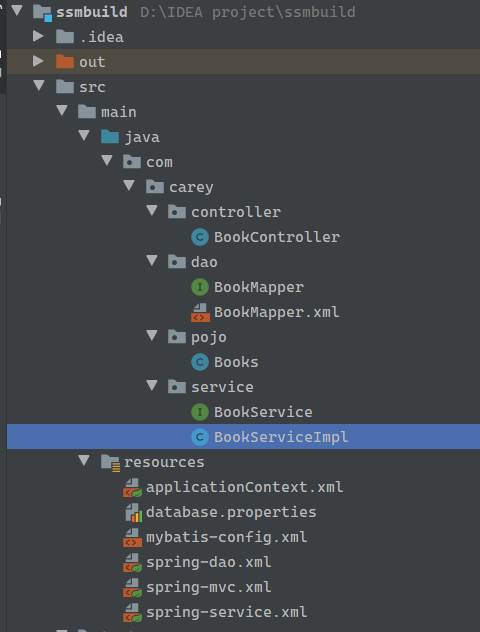 ssmbuild D:\IDEA project\ssmbuild
.idea
out
src
main
java
com
carey
controller
BookController
dao
BookMapper
BookMapper.xml
pojo
Books
service
BookService
BookServiceImpl
resources
applicationContext.xml
database.properties
mybatis-config.xml
spring-dao.xml
spring-mvc.xml
spring-service.xml